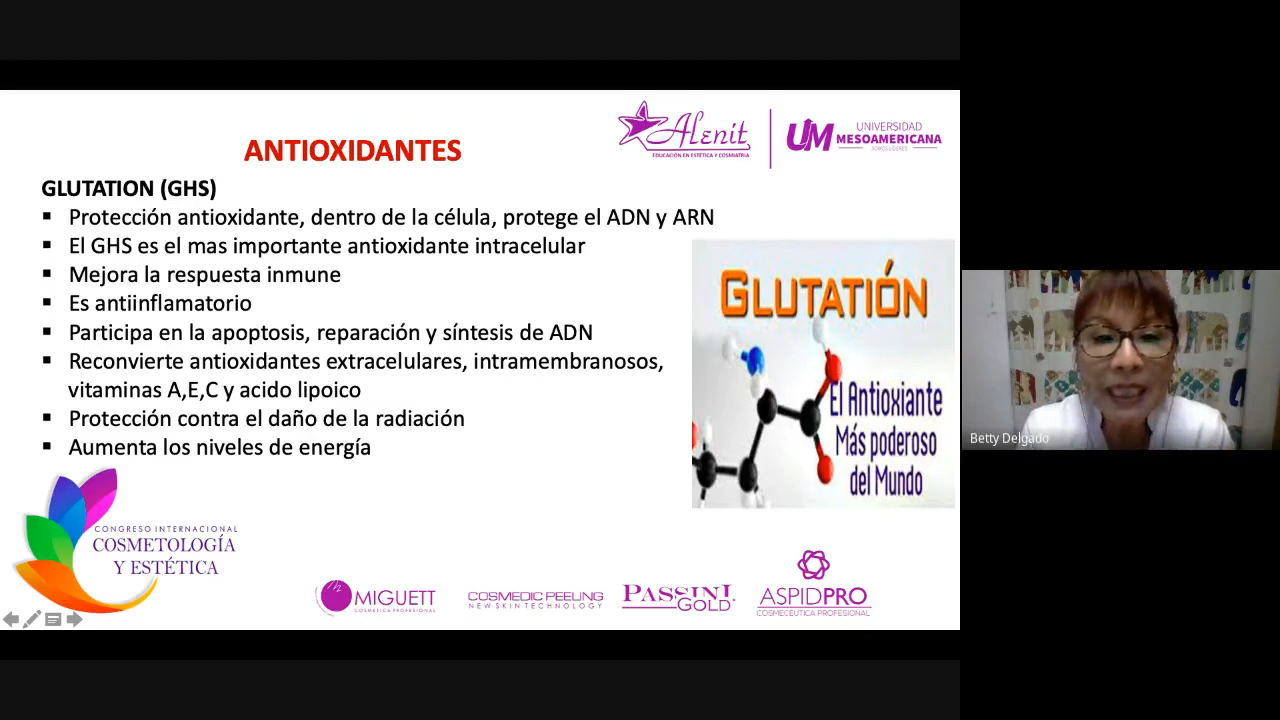 Alenit
EDUCACIÓN EN ESTÉTICA Y COSMIATRIA
UM
UNIVERSIDAD
MESOAMERICANA
SOMOS LÍDERES
ANTIOXIDANTES
GLUTATION (GHS)
▪ Protección antioxidante, dentro de la célula, protege el ADN y ARN
▪ El GHS es el mas importante antioxidante intracelular
▪ Mejora la respuesta inmune
▪ Es antiinflamatorio
▪ Participa en la apoptosis, reparación y síntesis de ADN
▪ Reconvierte antioxidantes extracelulares, intramembranosos,
vitaminas A,E,C y acido lipoico
▪ Protección contra el daño de la radiación
▪ Aumenta los niveles de energía
GLUTATIÓN
El Antioxiante
Más poderoso
del Mundo
Betty Delgado
CONGRESO INTERNACIONAL
COSMETOLOGÍA
Y ESTÉTICA
m
MIGUETT
COSMETICA PROFESIONAL
COSMEDIC PEELING
NEW SKIN TECHNOLOGY
PASSINI
GOLD
ASPIDPRO
COSMECÉUTICA PROFESIONAL